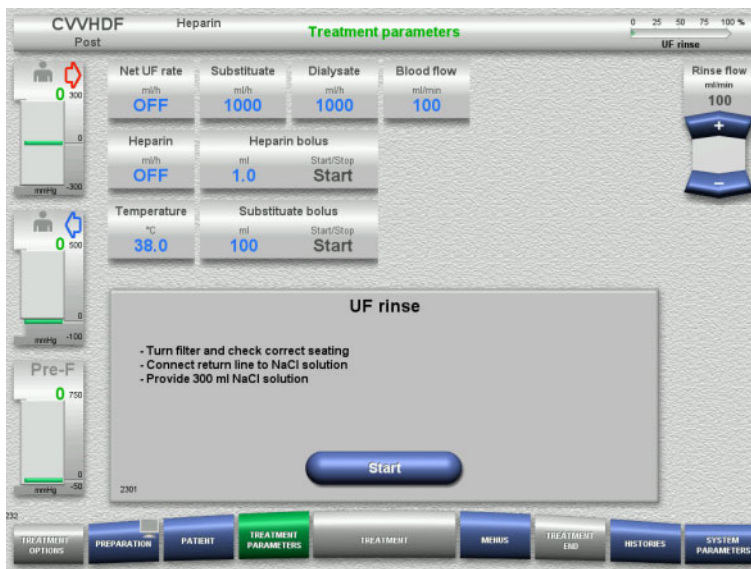 CVVHDF
Post
Heparin
Treatment parameters
0 25 50 75 100 %
UF rinse
0
300
0
mmHg -300
Net UF rate
ml/h
OFF
Substituate
ml/h
1000
Dialysate
ml/h
1000
Blood flow
ml/min
100
Rinse flow
ml/min
100
+
–
Heparin
ml/h
OFF
Heparin bolus
ml Start/Stop
1.0 Start
Temperature
°C
38.0
Substituate bolus
ml Start/Stop
100 Start
0
500
0
mmHg -100
Pre-F
0
750
0
mmHg -50
UF rinse
- Turn filter and check correct seating
- Connect return line to NaCl solution
- Provide 300 ml NaCl solution
Start
2301
232
TREATMENT
OPTIONS
PREPARATION
PATIENT
TREATMENT
PARAMETERS
TREATMENT
MENUS
TREATMENT
END
HISTORIES
SYSTEM
PARAMETERS